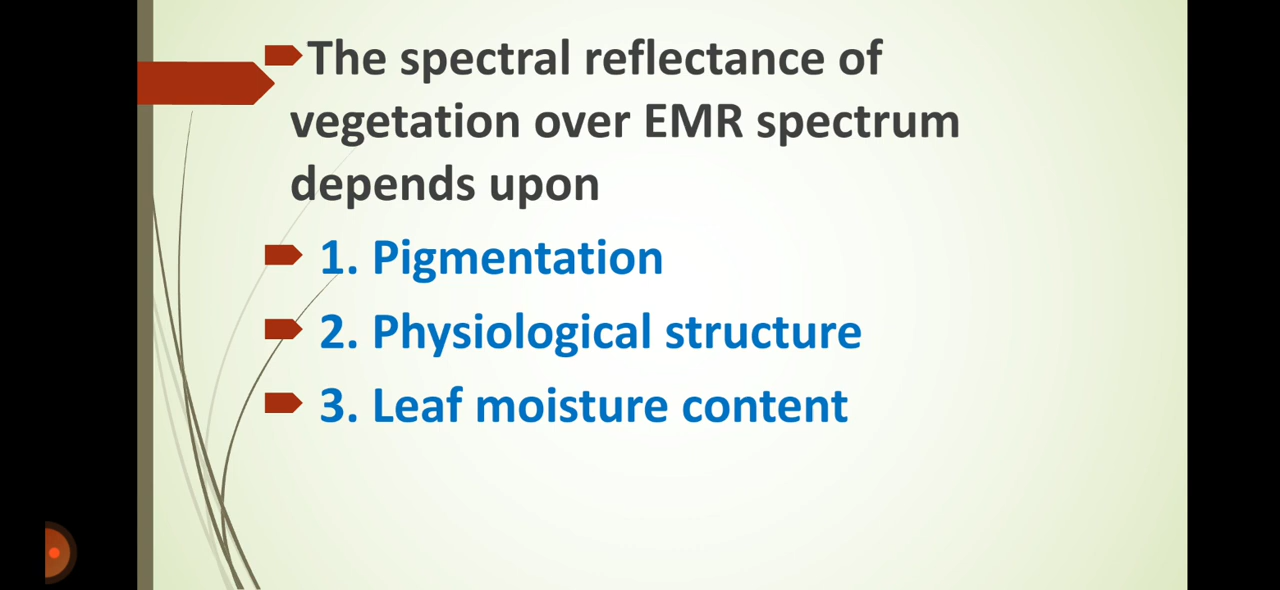 The spectral reflectance of
vegetation over EMR spectrum
depends upon
1. Pigmentation
2. Physiological structure
3. Leaf moisture content